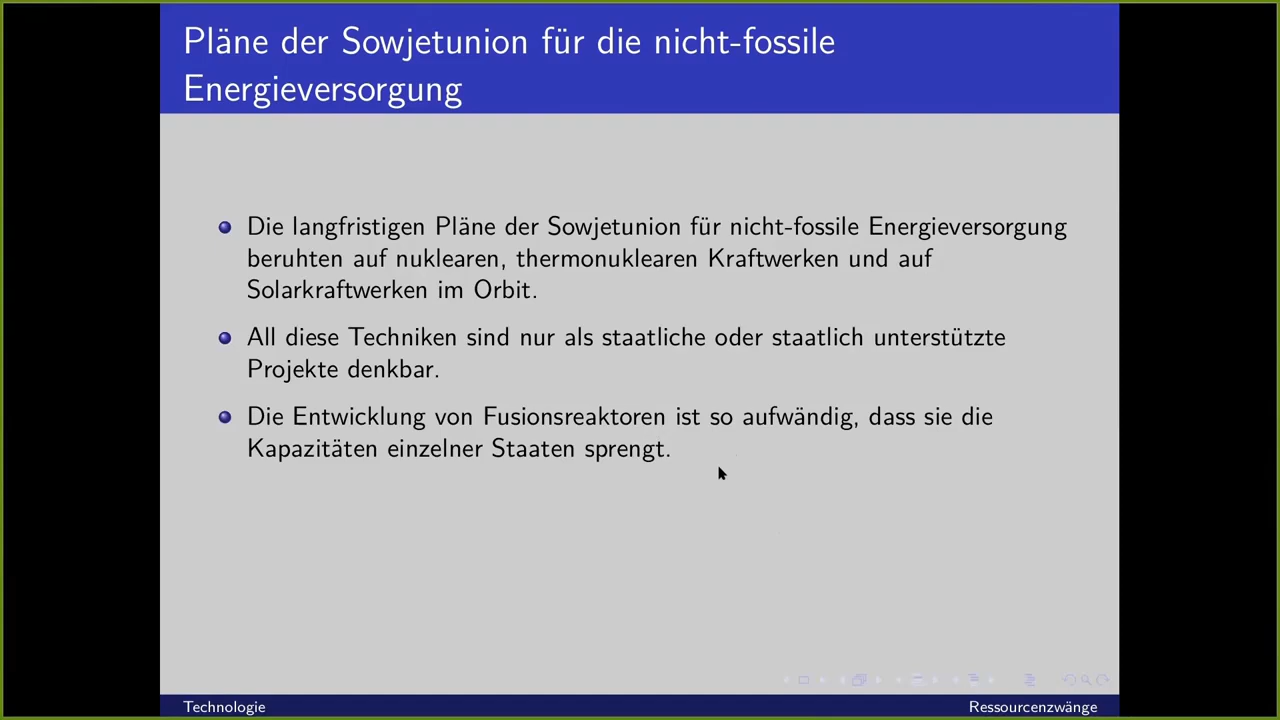 Pläne der Sowjetunion für die nicht-fossile
Energieversorgung
Die langfristigen Pläne der Sowjetunion für nicht-fossile Energieversorgung
beruhten auf nuklearen, thermonuklearen Kraftwerken und auf
Solarkraftwerken im Orbit.
All diese Techniken sind nur als staatliche oder staatlich unterstützte
Projekte denkbar.
Die Entwicklung von Fusionsreaktoren ist so aufwändig, dass sie die
Kapazitäten einzelner Staaten sprengt.
Technologie
Ressourcenzwänge